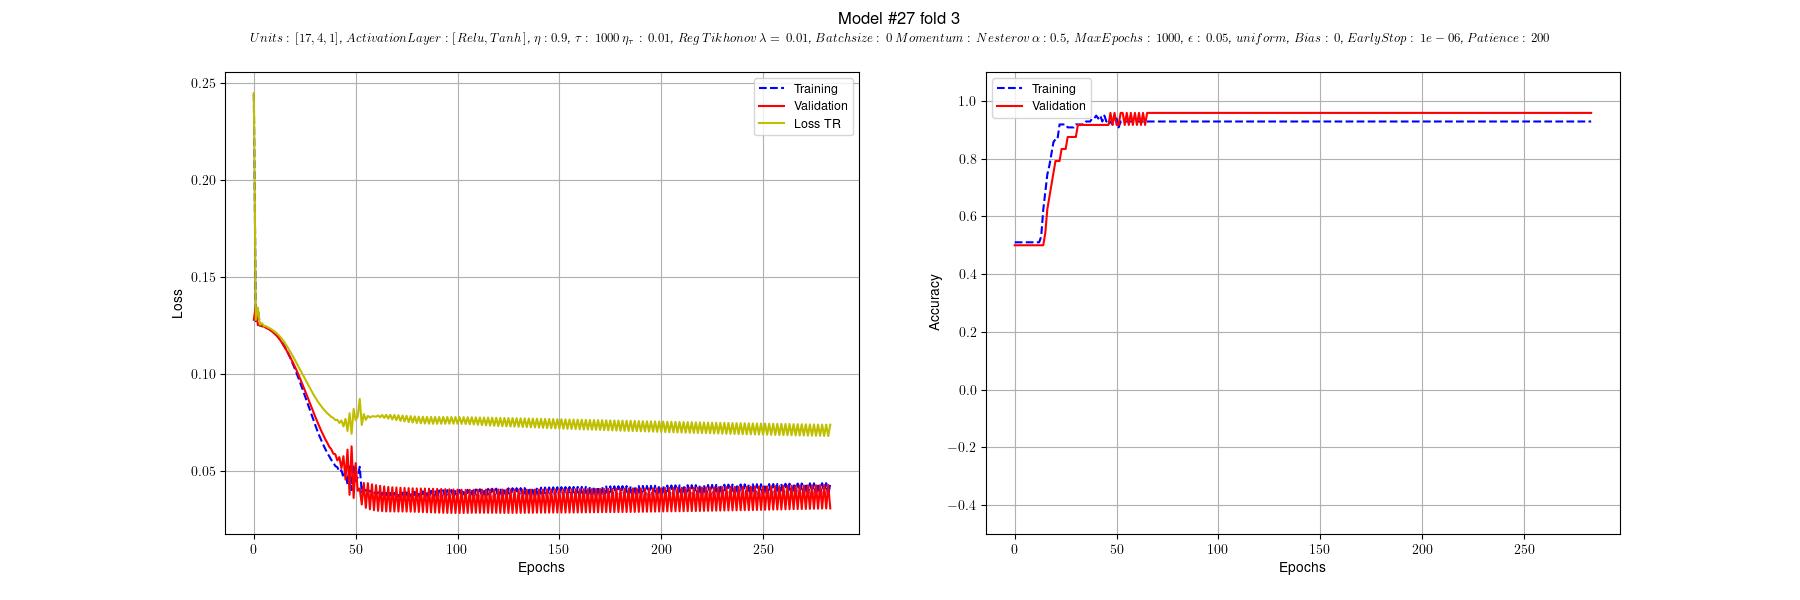 Model #27 fold 3
Units : [17, 4, 1], ActivationLayer : [Relu, Tanh], η : 0.9, τ : 1000 η_τ : 0.01, Reg Tikhonov λ = 0.01, Batchsize : 0 Momentum : Nesterov α : 0.5, MaxEpochs : 1000, ϵ : 0.05, uniform, Bias : 0, EarlyStop : 1e − 06, Patience : 200
0.25
0.20
0.15
0.10
0.05
Loss
0 50 100 150 200 250
Epochs
Training
Validation
Loss TR
1.0
0.8
0.6
0.4
0.2
0.0
−0.2
−0.4
Accuracy
0 50 100 150 200 250
Epochs
Training
Validation